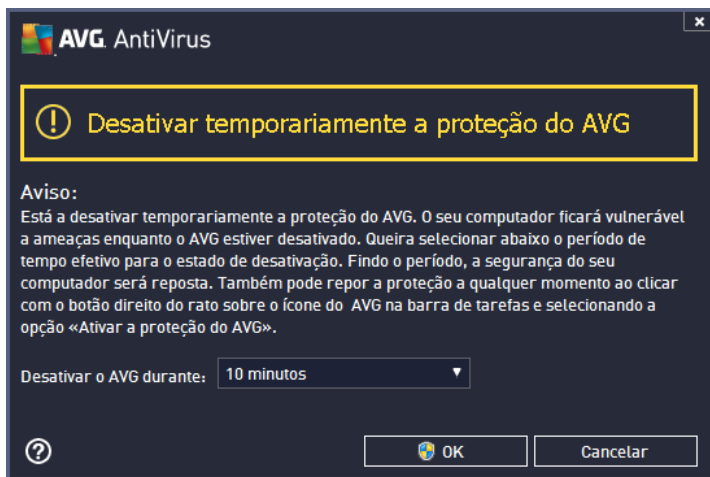 AVG. AntiVirus
Desativar temporariamente a proteção do AVG
Aviso:
Está a desativar temporariamente a proteção do AVG. O seu computador ficará vulnerável
a ameaças enquanto o AVG estiver desativado. Queira selecionar abaixo o período de
tempo efetivo para o estado de desativação. Findo o período, a segurança do seu
computador será reposta. Também pode repor a proteção a qualquer momento ao clicar
com o botão direito do rato sobre o ícone do AVG na barra de tarefas e selecionando a
opção «Ativar a proteção do AVG».
Desativar o AVG durante: 10 minutos
OK Cancelar